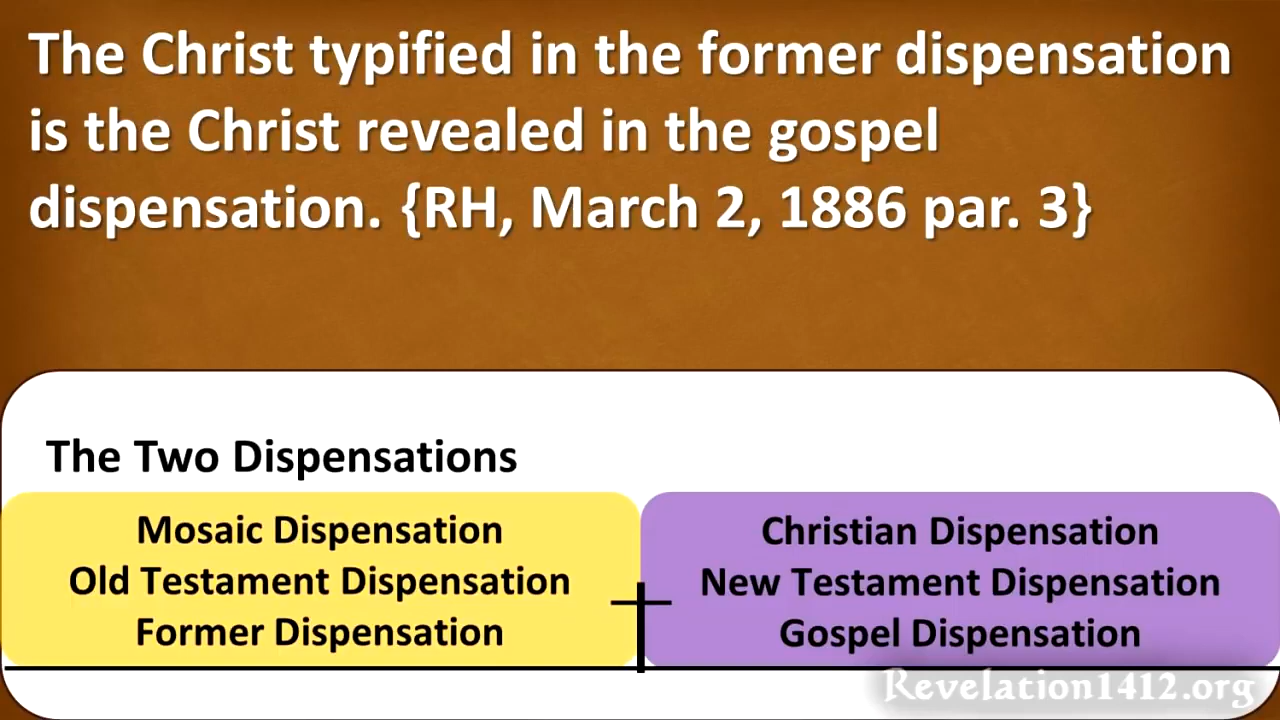 The Christ typified in the former dispensation
is the Christ revealed in the gospel
dispensation. {RH, March 2, 1886 par. 3}
The Two Dispensations
Mosaic Dispensation
Old Testament Dispensation
Former Dispensation
Christian Dispensation
New Testament Dispensation
Gospel Dispensation
Revelation1412.org